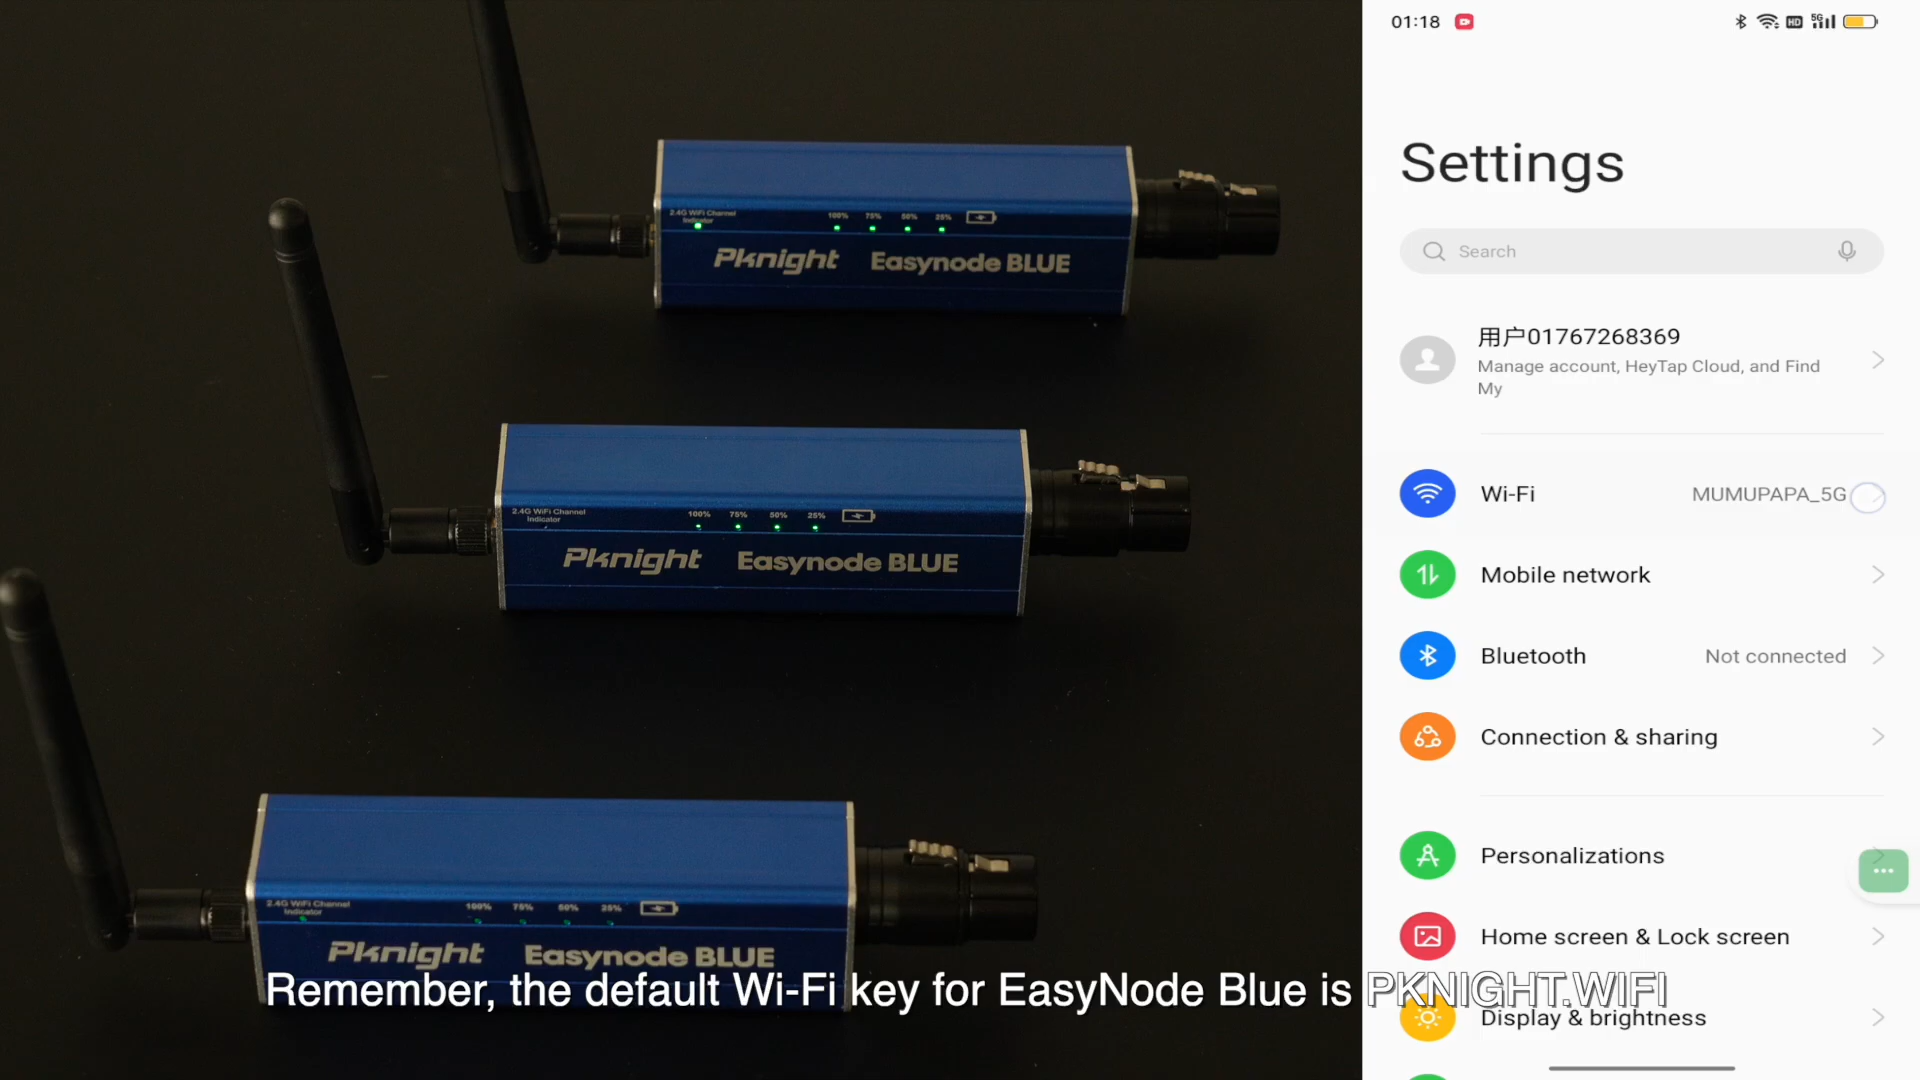 2.4G WiFi Channel
Indicator
100% 75% 50% 25%
Pknight Easynode BLUE
2.4G WiFi Channel
Indicator
100% 75% 50% 25%
Pknight Easynode BLUE
2.4G WiFi Channel
Indicator
100% 75% 50% 25%
Pknight Easynode BLUE
Remember, the default Wi-Fi key for EasyNode Blue is PKNIGHT.WIFI
01:18
HD 5G
Settings
Search
用户01767268369
Manage account, HeyTap Cloud, and Find
My
Wi-Fi MUMUPAPA_5G
Mobile network
Bluetooth Not connected
Connection & sharing
Personalizations
Home screen & Lock screen
Display & brightness